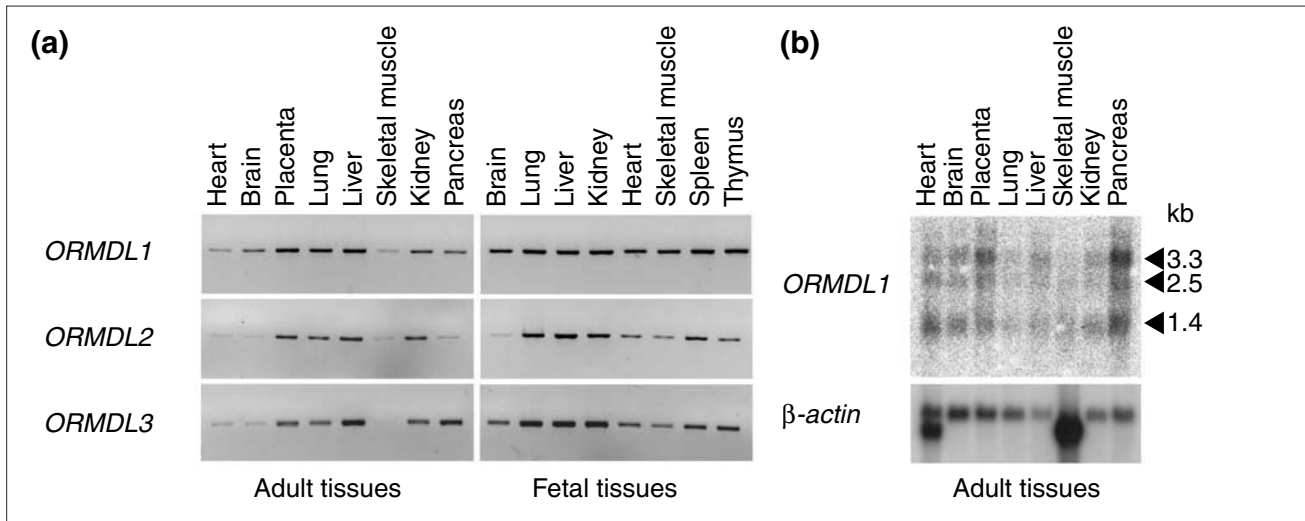 (a)
Heart
Brain
Placenta
Lung
Liver
Skeletal muscle
Kidney
Pancreas
Brain
Lung
Liver
Kidney
Heart
Skeletal muscle
Spleen
Thymus
ORMDL1
ORMDL2
ORMDL3
Adult tissues
Fetal tissues
(b)
Heart
Brain
Placenta
Lung
Liver
Skeletal muscle
Kidney
Pancreas
kb
ORMDL1
3.3
2.5
1.4
β-actin
Adult tissues